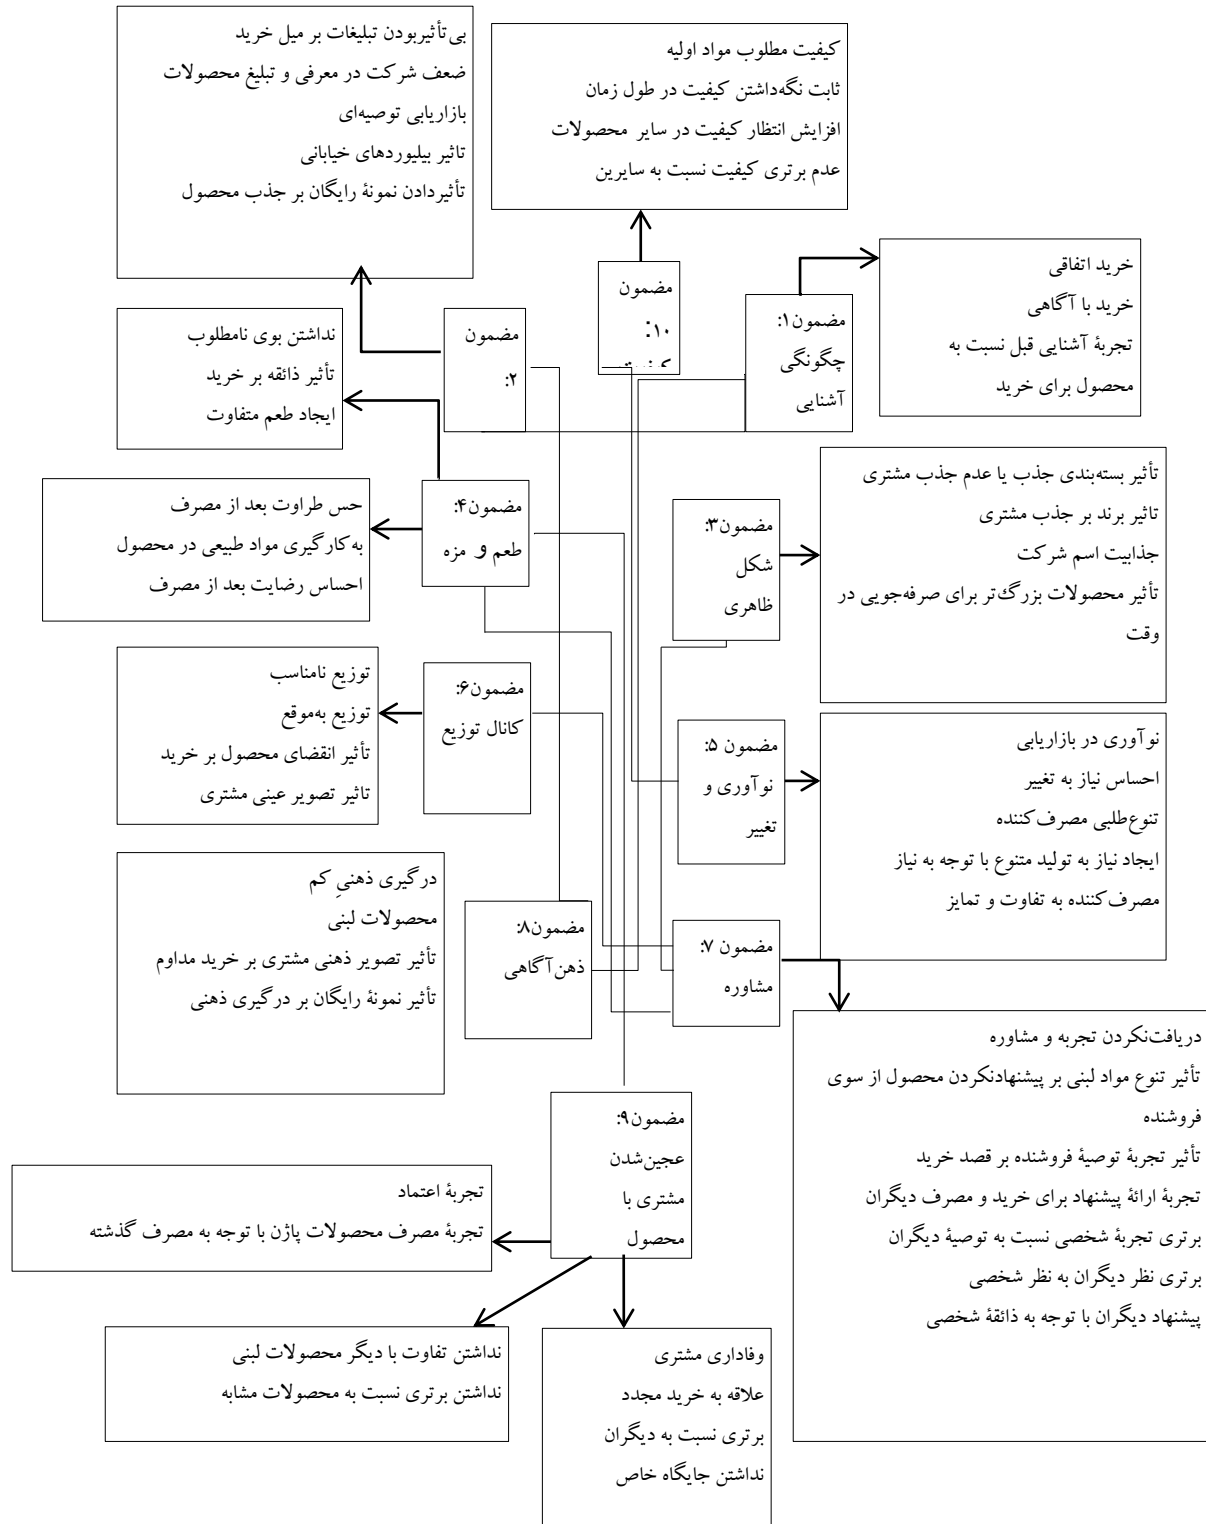 بی‌تأثیربودن تبلیغات بر میل خرید
ضعف شرکت در معرفی و تبلیغ محصولات
بازاریابی توصیه‌ای
تاثیر بیلیوردهای خیابانی
تأثیردادن نمونۀ رایگان بر جذب محصول
کیفیت مطلوب مواد اولیه
ثابت نگه‌داشتن کیفیت در طول زمان
افزایش انتظار کیفیت در سایر محصولات
عدم برتری کیفیت نسبت به سایرین
خرید اتفاقی
خرید با آگاهی
تجربۀ آشنایی قبل نسبت به
محصول برای خرید
مضمون
۱۰:
مضمون۱:
چگونگی
آشنایی
مضمون
۲:
نداشتن بوی نامطلوب
تأثیر ذائقه بر خرید
ایجاد طعم متفاوت
تأثیر بسته‌بندی جذب یا عدم جذب مشتری
تاثیر برند بر جذب مشتری
جذابیت اسم شرکت
تأثیر محصولات بزرگ‌تر برای صرفه‌جویی در
وقت
مضمون۳:
شکل
ظاهری
مضمون۴:
طعم و مزه
حس طراوت بعد از مصرف
به‌کارگیری مواد طبیعی در محصول
احساس رضایت بعد از مصرف
مضمون۶:
کانال توزیع
توزیع نامناسب
توزیع به‌موقع
تأثیر انقضای محصول بر خرید
تاثیر تصویر عینی مشتری
مضمون ۵:
نوآوری و
تغییر
نوآوری در بازاریابی
احساس نیاز به تغییر
تنوع‌طلبی مصرف‌کننده
ایجاد نیاز به تولید متنوع با توجه به نیاز
مصرف‌کننده به تفاوت و تمایز
درگیری ذهنیِ کم
محصولات لبنی
تأثیر تصویر ذهنی مشتری بر خرید مداوم
تأثیر نمونۀ رایگان بر درگیری ذهنی
مضمون۸:
ذهن‌آگاهی
مضمون ۷:
مشاوره
دریافت‌نکردن تجربه و مشاوره
تأثیر تنوع مواد لبنی بر پیشنهادنکردن محصول از سوی
فروشنده
تأثیر تجربۀ توصیۀ فروشنده بر قصد خرید
تجربۀ ارائۀ پیشنهاد برای خرید و مصرف دیگران
برتری تجربۀ شخصی نسبت به توصیۀ دیگران
برتری نظر دیگران به نظر شخصی
پیشنهاد دیگران با توجه به ذائقۀ شخصی
مضمون۹:
عجین‌شدن
مشتری با
محصول
تجربۀ اعتماد
تجربۀ مصرف محصولات پاژن با توجه به مصرف گذشته
نداشتن تفاوت با دیگر محصولات لبنی
نداشتن برتری نسبت به محصولات مشابه
وفاداری مشتری
علاقه به خرید مجدد
برتری نسبت به دیگران
نداشتن جایگاه خاص